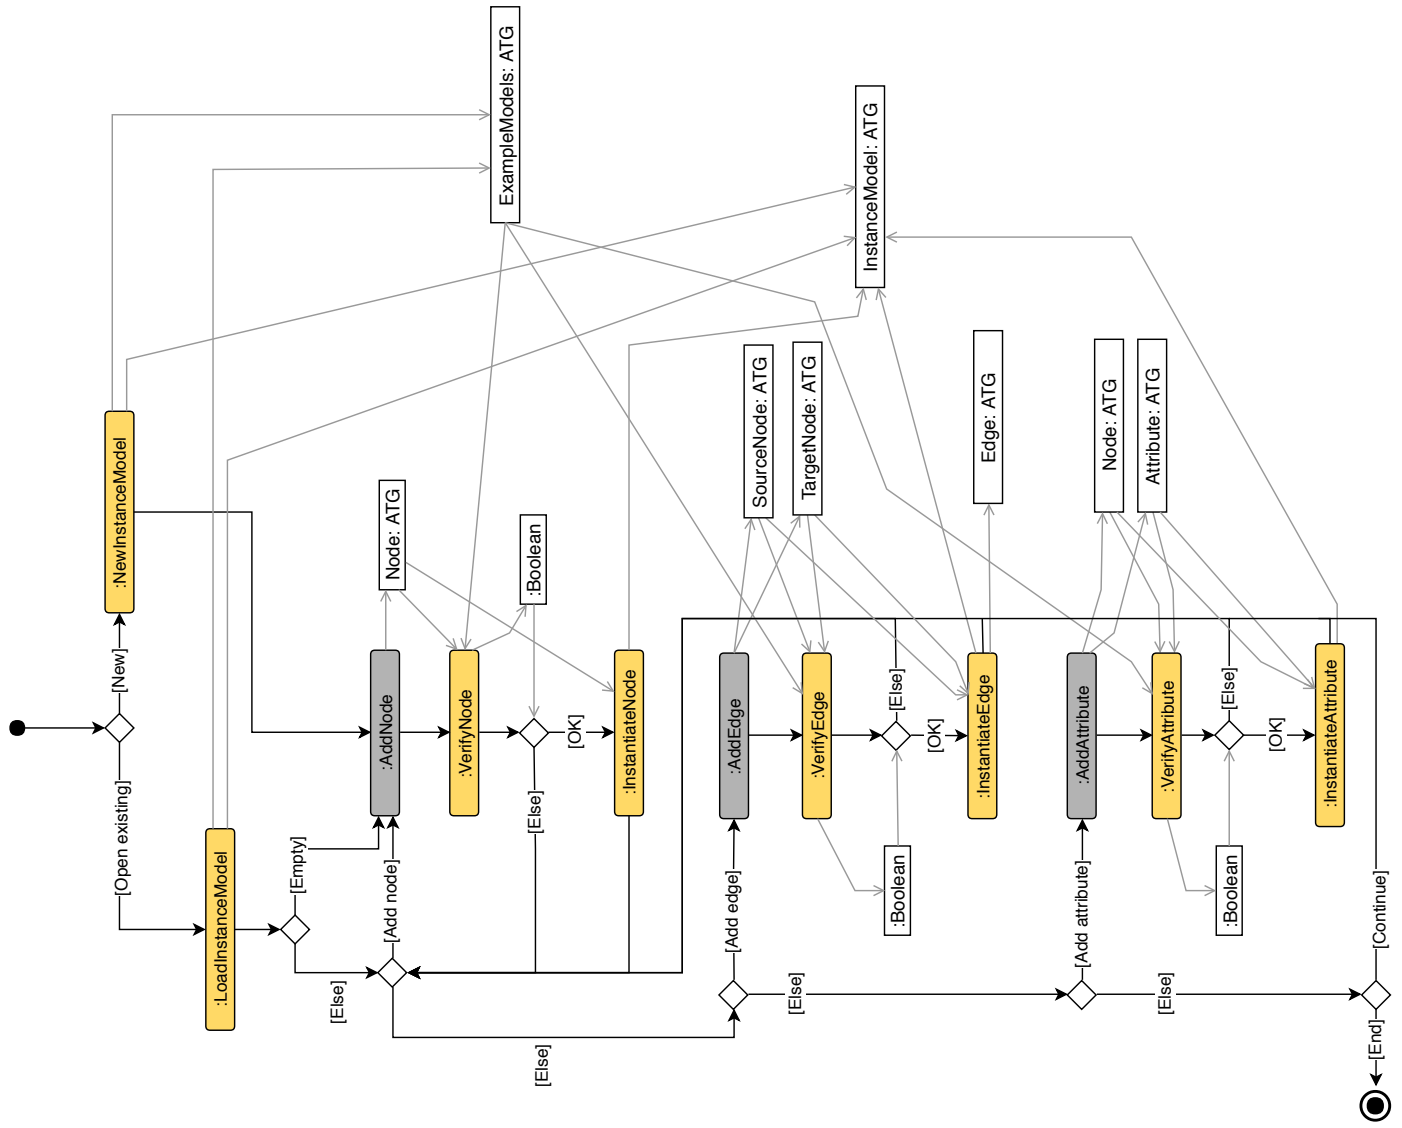 ExampleModels: ATG
InstanceModel: ATG
:NewInstanceModel
Node: ATG
:Boolean
SourceNode: ATG
TargetNode: ATG
Edge: ATG
Node: ATG
Attribute: ATG
[New]
[Open existing]
:LoadInstanceModel
[Empty]
[Else]
[Add node]
:AddNode
:VerifyNode
[OK]
[Else]
:InstantiateNode
[Else]
:AddEdge
:VerifyEdge
[Else]
[OK]
:InstantiateEdge
[Add edge]
:Boolean
[Else]
:AddAttribute
:VerifyAttribute
[Else]
[OK]
:InstantiateAttribute
[Add attribute]
:Boolean
[Else]
[Continue]
[End]